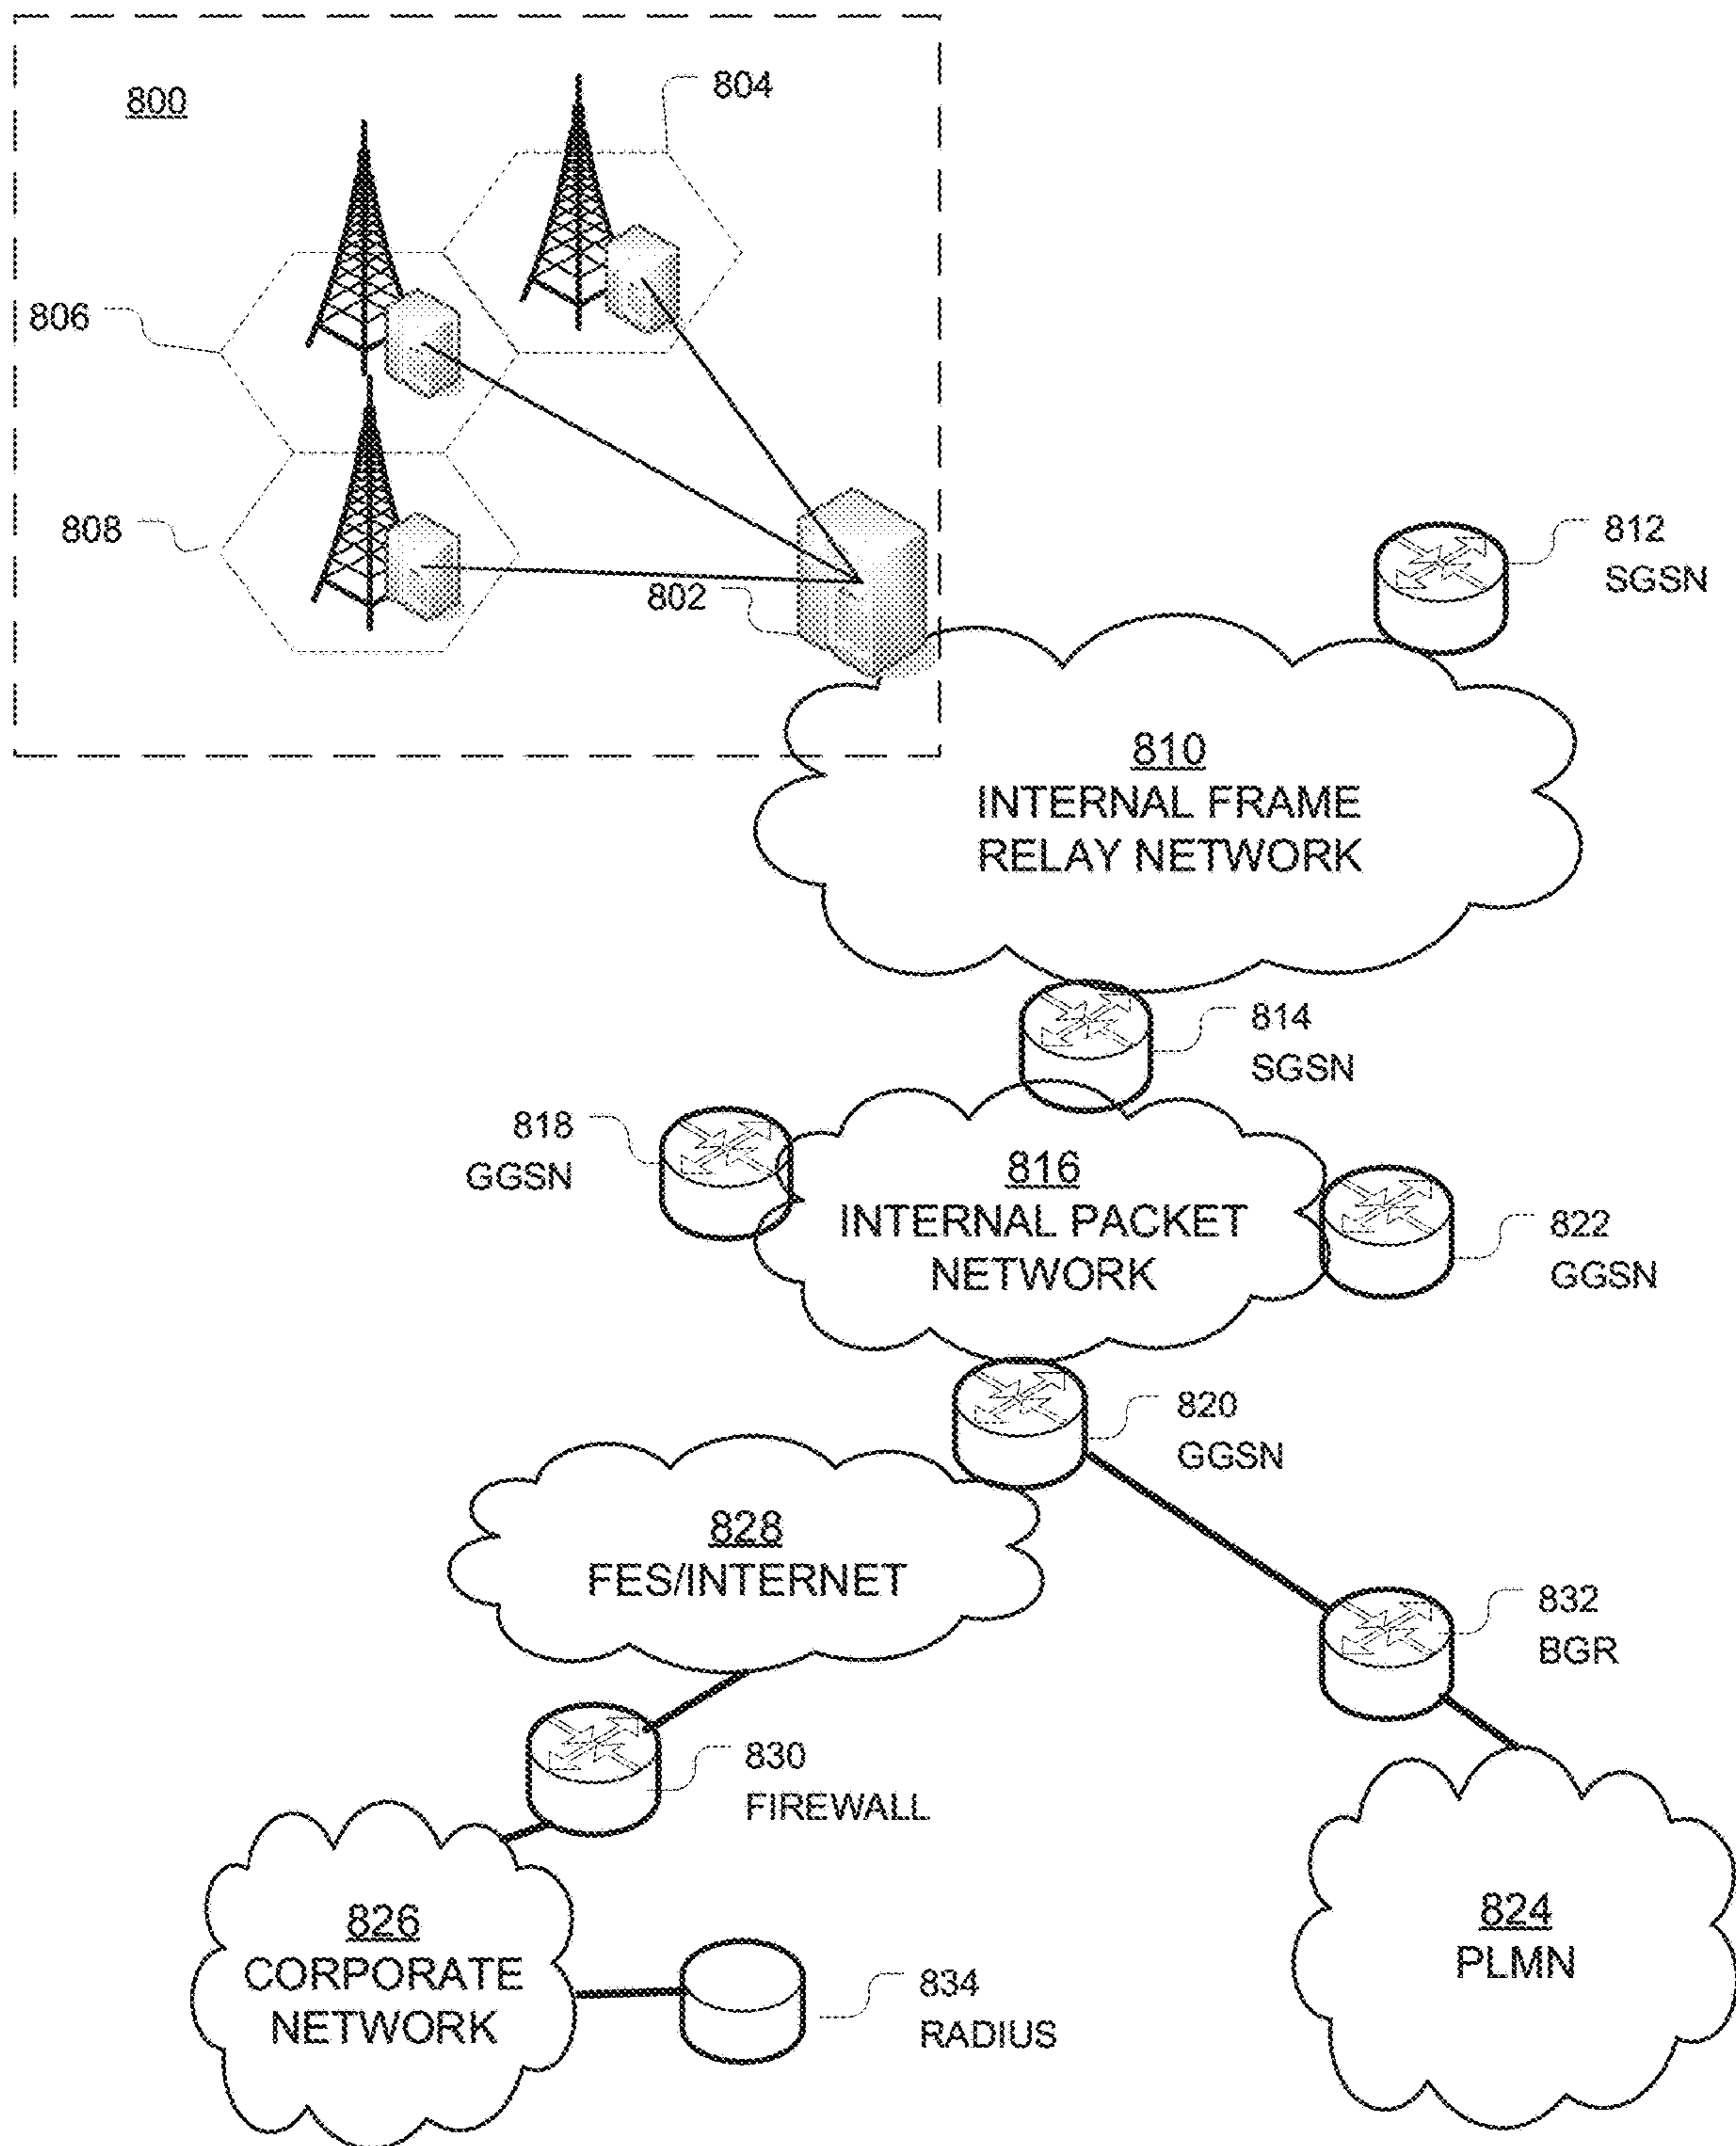 800
804
806
808
802
812
SGSN
810
INTERNAL FRAME
RELAY NETWORK
814
SGSN
818
GGSN
816
INTERNAL PACKET
NETWORK
822
GGSN
820
GGSN
828
FES/INTERNET
832
BGR
830
FIREWALL
826
CORPORATE
NETWORK
824
PLMN
834
RADIUS